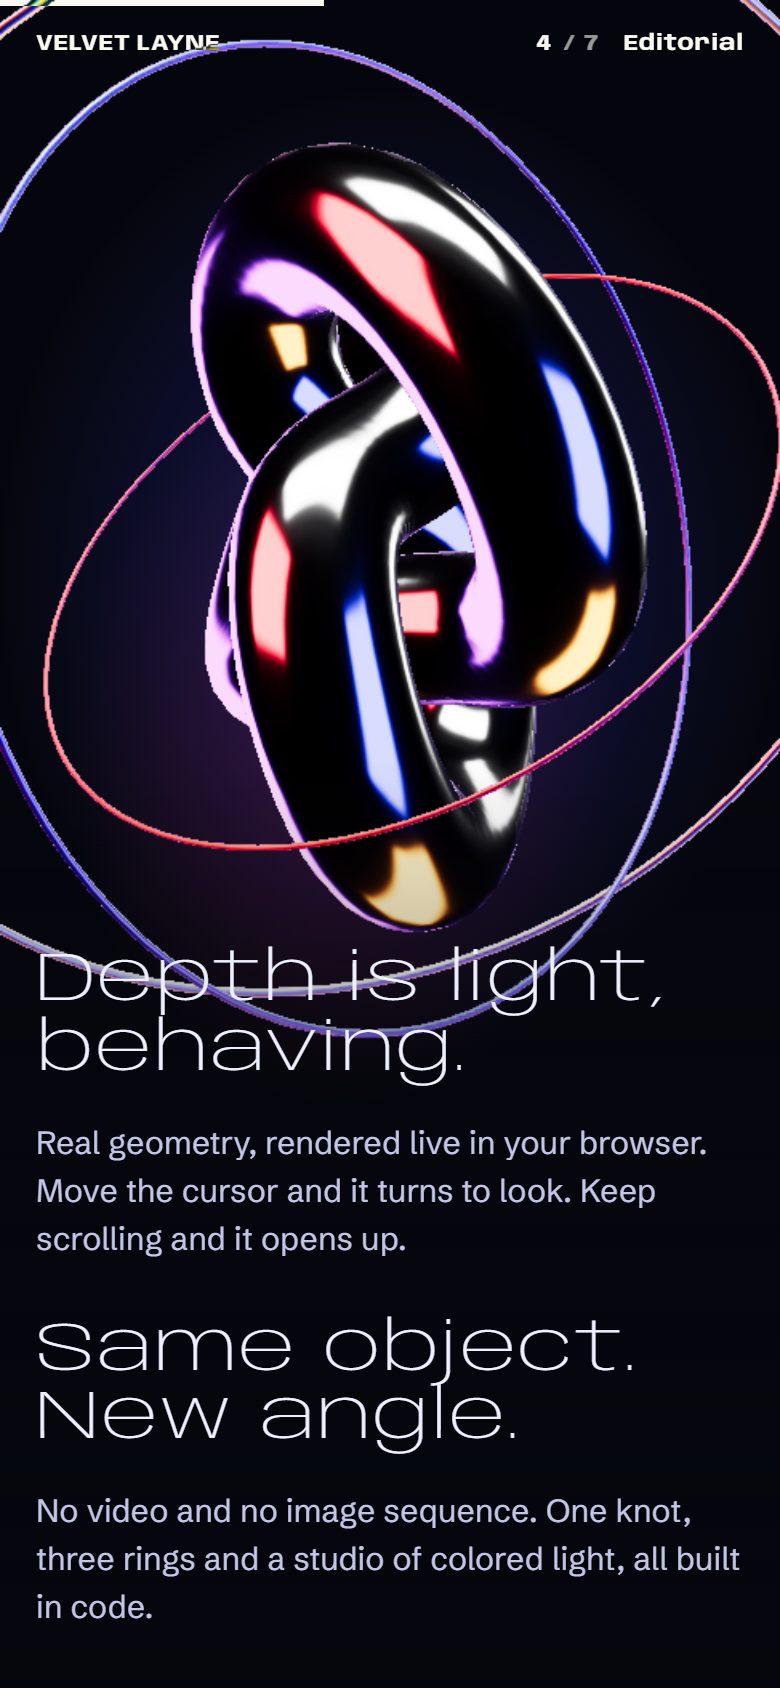 VELVET LAYNE
4 / 7 Editorial
Depth is light,
behaving.
Real geometry, rendered live in your browser.
Move the cursor and it turns to look. Keep
scrolling and it opens up.
Same object.
New angle.
No video and no image sequence. One knot,
three rings and a studio of colored light, all built
in code.